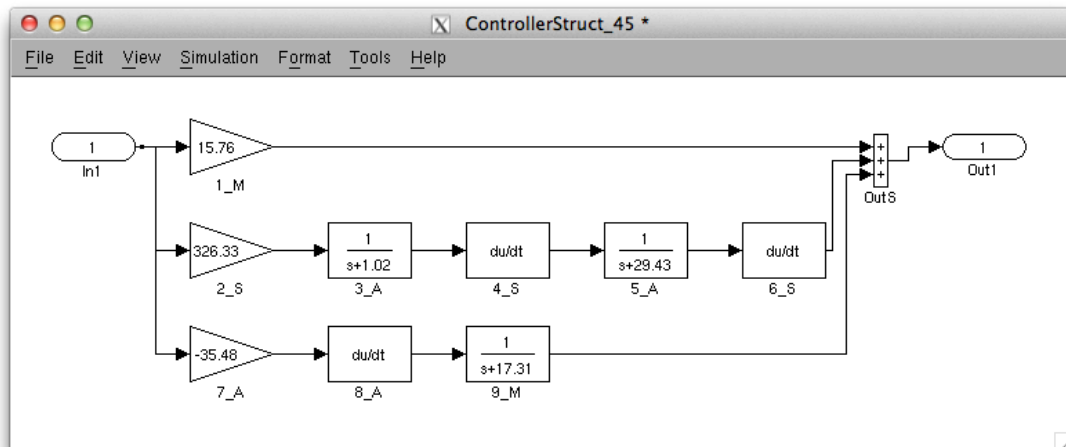 X ControllerStruct_45 *
File Edit View Simulation Format Tools Help
1
In1
15.76
1_M
+
+
+
OutS
1
Out1
326.33
2_S
1
s+1.02
3_A
du/dt
4_S
1
s+29.43
5_A
du/dt
6_S
-35.48
7_A
du/dt
8_A
1
s+17.31
9_M